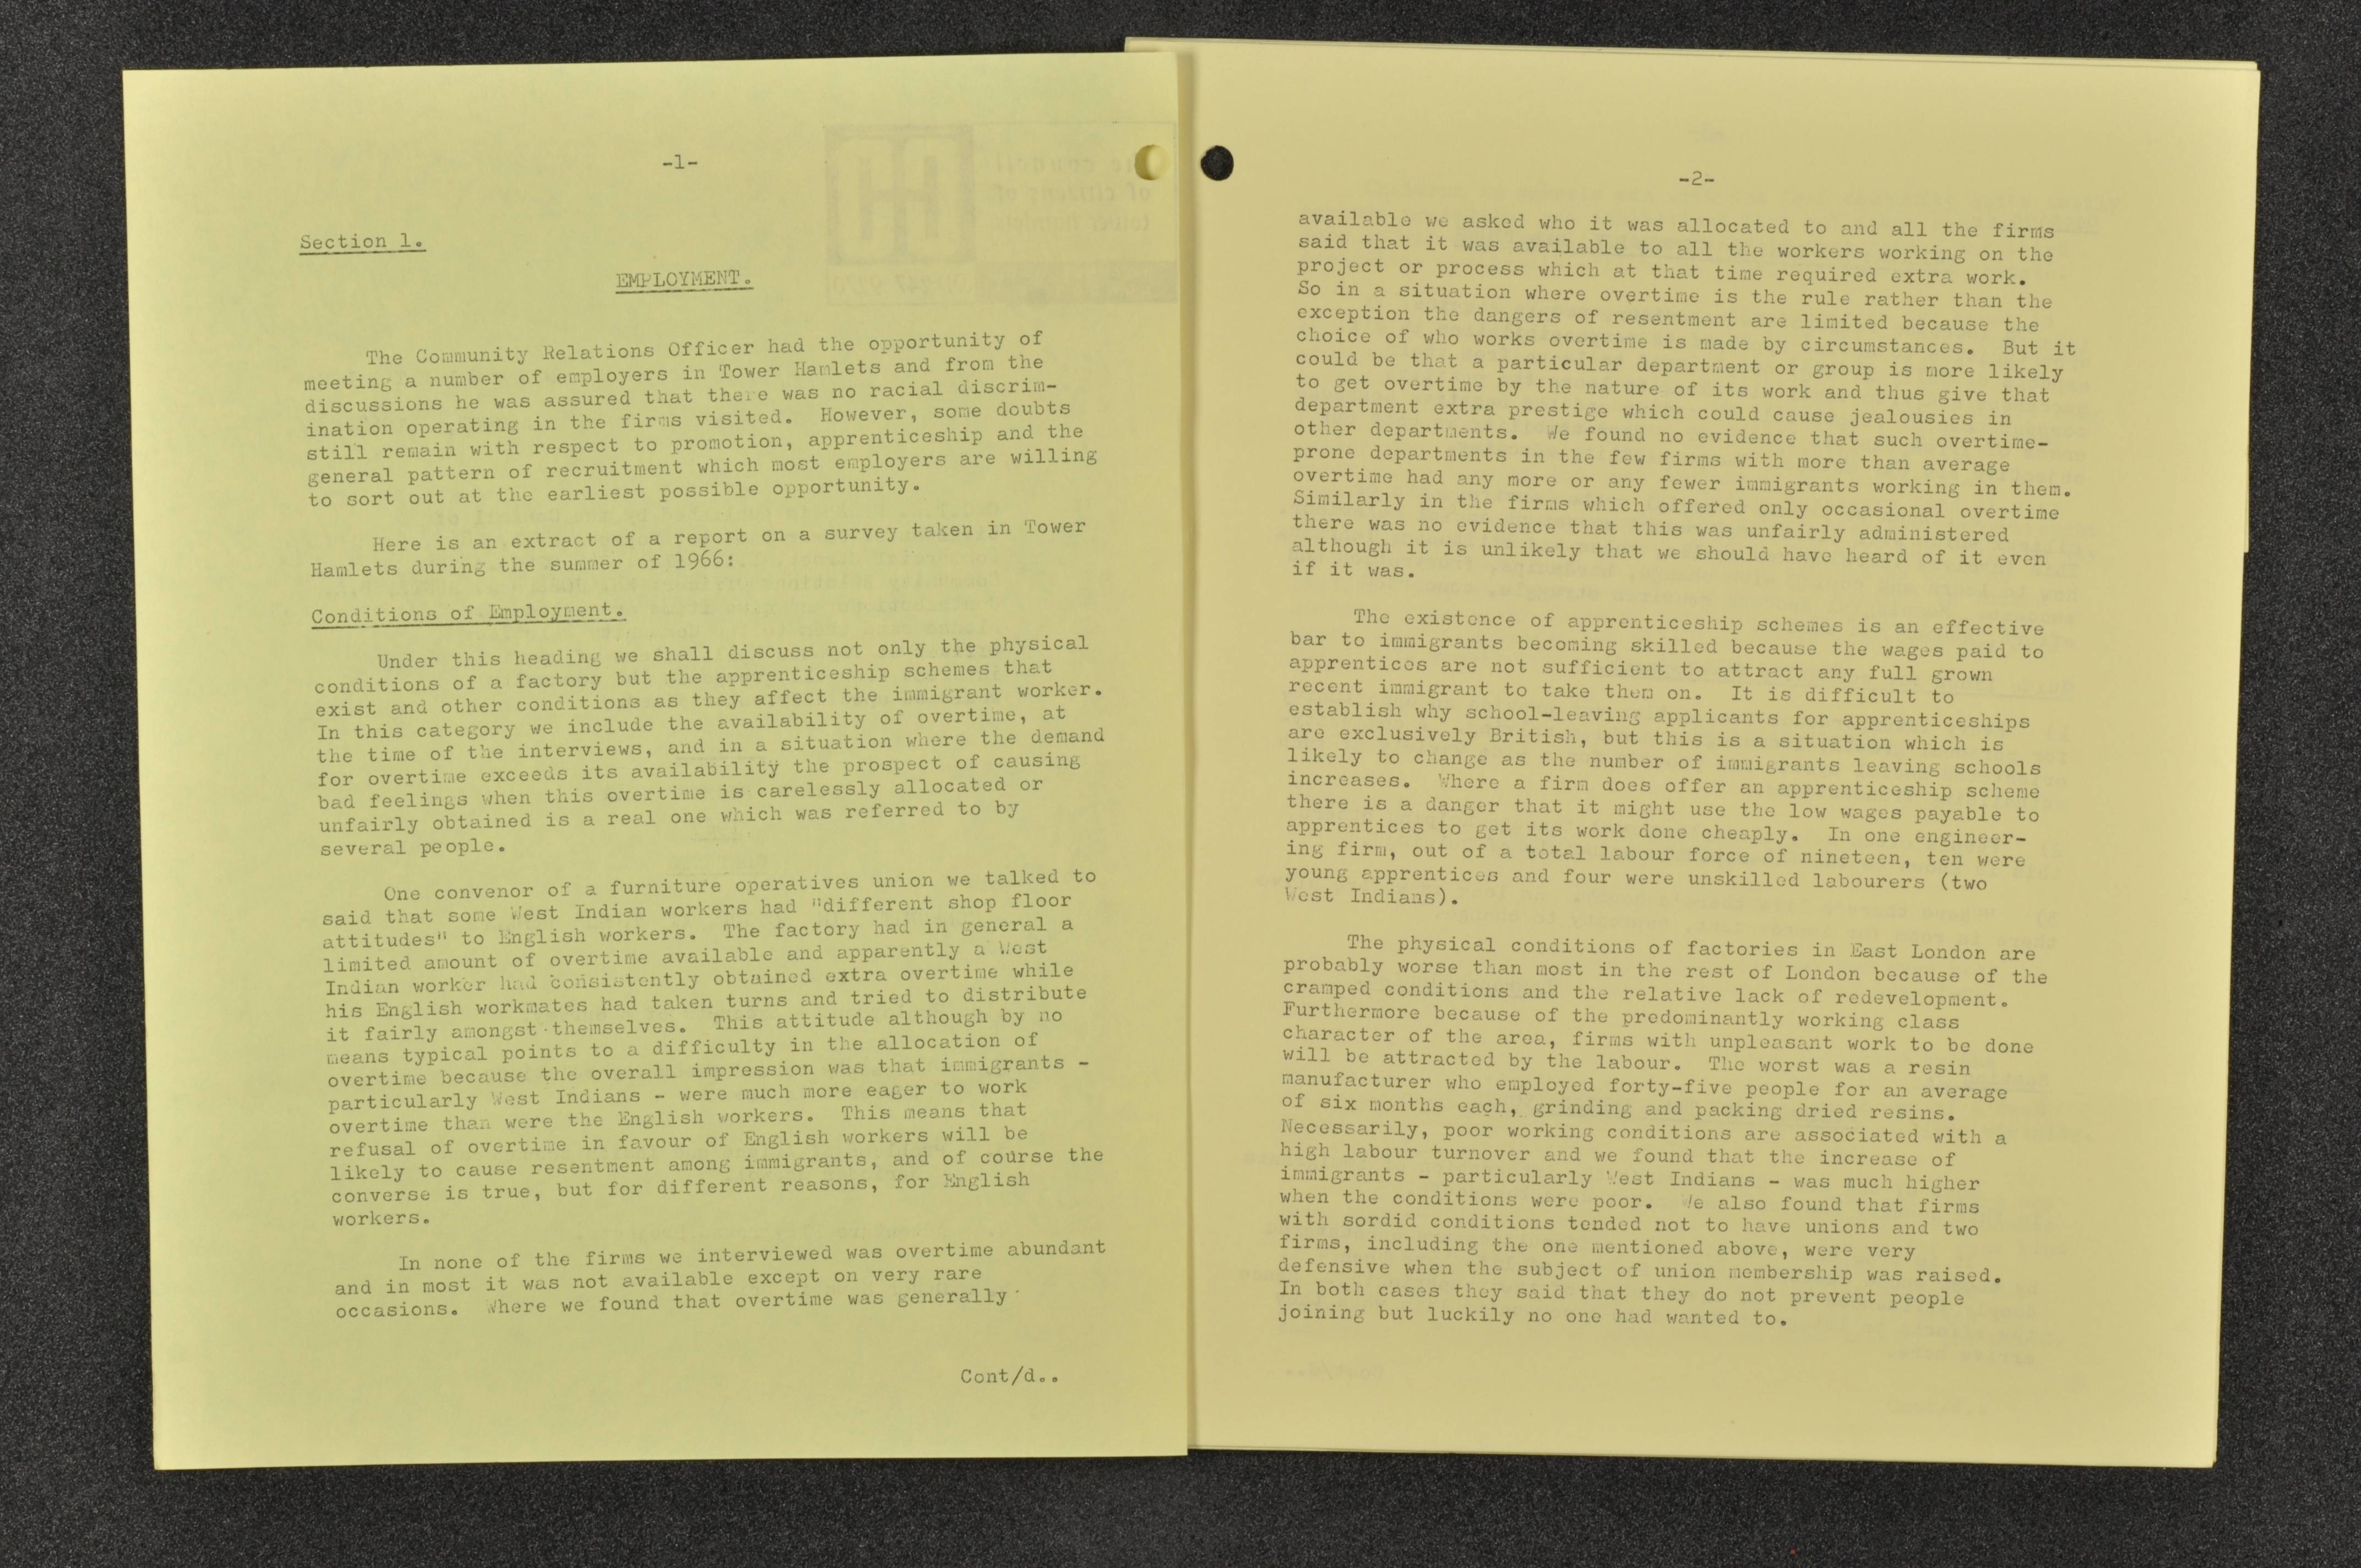 -1-
Section 1.
EMPLOYMENT.
The Community Relations Officer had the opportunity of
meeting a number of employers in Tower Hamlets and from the
discussions he was assured that there was no racial discrim-
ination operating in the firms visited. However, some doubts
still remain with respect to promotion, apprenticeship and the
general pattern of recruitment which most employers are willing
to sort out at the earliest possible opportunity.
Here is an extract of a report on a survey taken in Tower
Hamlets during the summer of 1966:
Conditions of Employment.
Under this heading we shall discuss not only the physical
conditions of a factory but the apprenticeship schemes that
exist and other conditions as they affect the immigrant worker.
In this category we include the availability of overtime, at
the time of the interviews, and in a situation where the demand
for overtime exceeds its availability the prospect of causing
bad feelings when this overtime is carelessly allocated or
unfairly obtained is a real one which was referred to by
several people.
One convenor of a furniture operatives union we talked to
said that some West Indian workers had "different shop floor
attitudes" to English workers. The factory had in general a
limited amount of overtime available and apparently a West
Indian worker had consistently obtained extra overtime while
his English workmates had taken turns and tried to distribute
it fairly amongst themselves. This attitude although by no
means typical points to a difficulty in the allocation of
overtime because the overall impression was that immigrants -
particularly West Indians - were much more eager to work
overtime than were the English workers. This means that
refusal of overtime in favour of English workers will be
likely to cause resentment among immigrants, and of course the
converse is true, but for different reasons, for English
workers.
In none of the firms we interviewed was overtime abundant
and in most it was not available except on very rare
occasions. Where we found that overtime was generally
Cont/d..
-2-
available we asked who it was allocated to and all the firms
said that it was available to all the workers working on the
project or process which at that time required extra work.
So in a situation where overtime is the rule rather than the
exception the dangers of resentment are limited because the
choice of who works overtime is made by circumstances. But it
could be that a particular department or group is more likely
to get overtime by the nature of its work and thus give that
department extra prestige which could cause jealousies in
other departments. We found no evidence that such overtime-
prone departments in the few firms with more than average
overtime had any more or any fewer immigrants working in them.
Similarly in the firms which offered only occasional overtime
there was no evidence that this was unfairly administered
although it is unlikely that we should have heard of it even
if it was.
The existence of apprenticeship schemes is an effective
bar to immigrants becoming skilled because the wages paid to
apprentices are not sufficient to attract any full grown
recent immigrant to take them on. It is difficult to
establish why school-leaving applicants for apprenticeships
are exclusively British, but this is a situation which is
likely to change as the number of immigrants leaving schools
increases. Where a firm does offer an apprenticeship scheme
there is a danger that it might use the low wages payable to
apprentices to get its work done cheaply. In one engineer-
ing firm, out of a total labour force of nineteen, ten were
young apprentices and four were unskilled labourers (two
West Indians).
The physical conditions of factories in East London are
probably worse than most in the rest of London because of the
cramped conditions and the relative lack of redevelopment.
Furthermore because of the predominantly working class
character of the area, firms with unpleasant work to be done
will be attracted by the labour. The worst was a resin
manufacturer who employed forty-five people for an average
of six months each, grinding and packing dried resins.
Necessarily, poor working conditions are associated with a
high labour turnover and we found that the increase of
immigrants - particularly West Indians - was much higher
when the conditions were poor. We also found that firms
with sordid conditions tended not to have unions and two
firms, including the one mentioned above, were very
defensive when the subject of union membership was raised.
In both cases they said that they do not prevent people
joining but luckily no one had wanted to.